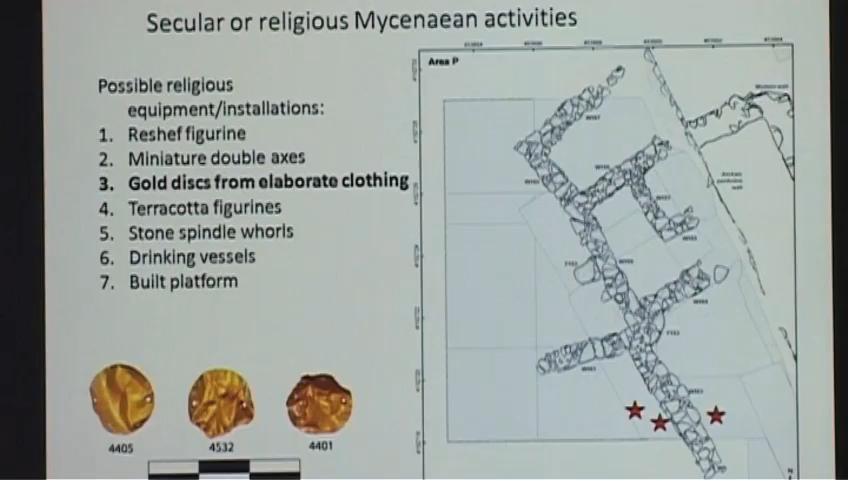 Secular or religious Mycenaean activities
Possible religious
equipment/installations:
1. Reshef figurine
2. Miniature double axes
3. Gold discs from elaborate clothing
4. Terracotta figurines
5. Stone spindle whorls
6. Drinking vessels
7. Built platform
Area P
4405
4532
4401
N